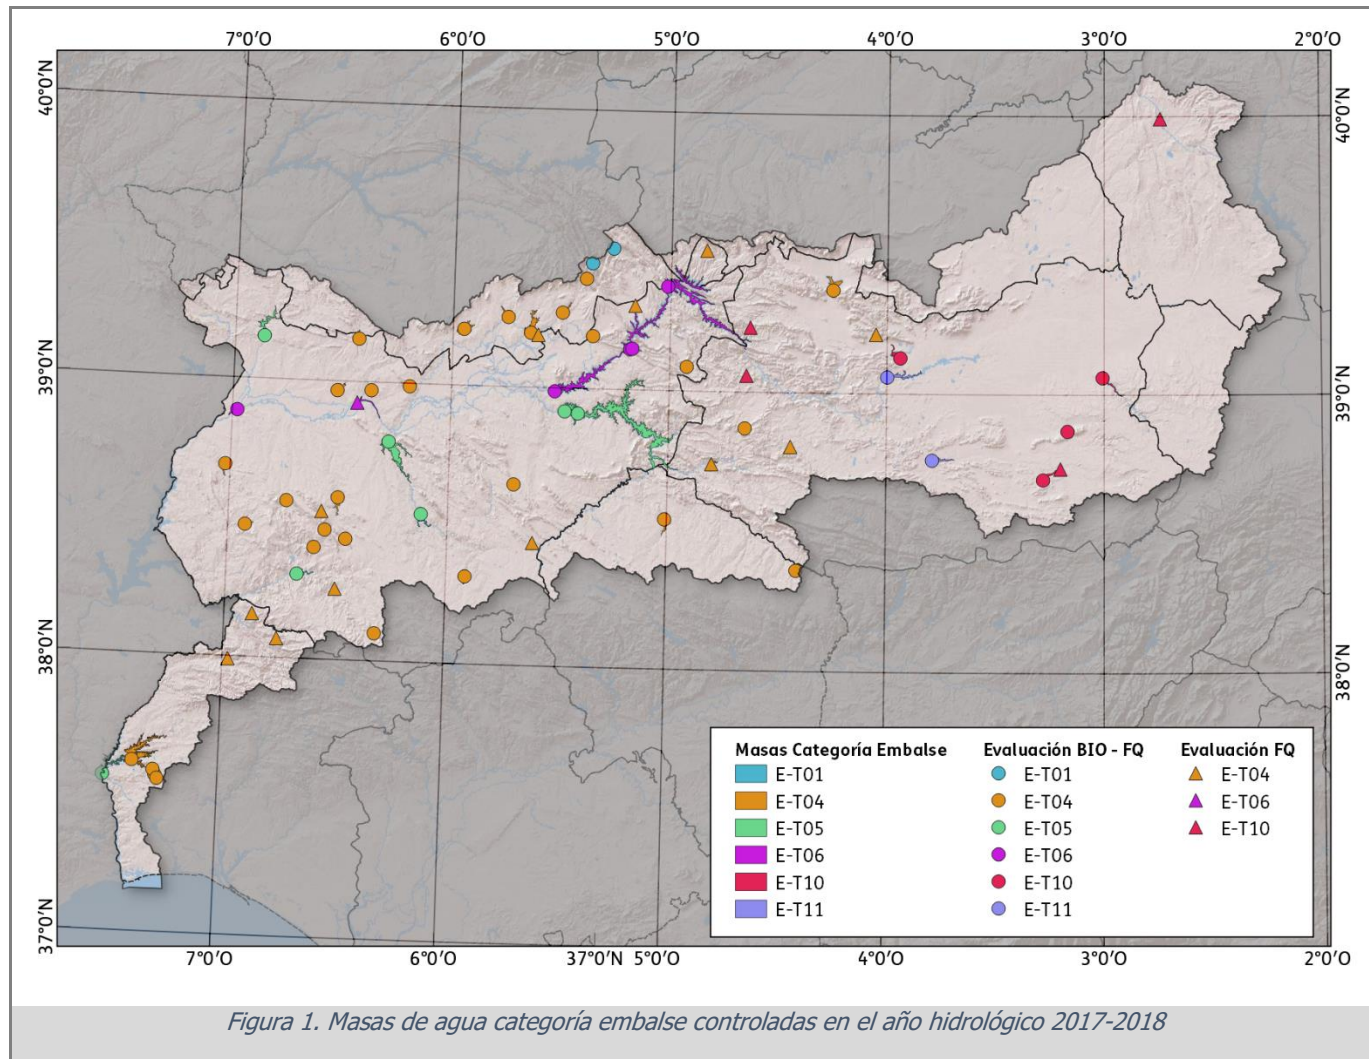 7°0'O 6°0'O 5°0'O 4°0'O 3°0'O 2°0'O
40°0'N 40°0'N
39°0'N 39°0'N
38°0'N 38°0'N
37°0'N
Masas Categoría Embalse Evaluación BIO - FQ Evaluación FQ
E-T01 E-T01 E-T04
E-T04 E-T04 E-T06
E-T05 E-T05 E-T10
E-T06 E-T06
E-T10 E-T10
E-T11 E-T11
7°0'O 6°0'O 37°0'N 5°0'O 4°0'O 3°0'O 2°0'O
Figura 1. Masas de agua categoría embalse controladas en el año hidrológico 2017-2018